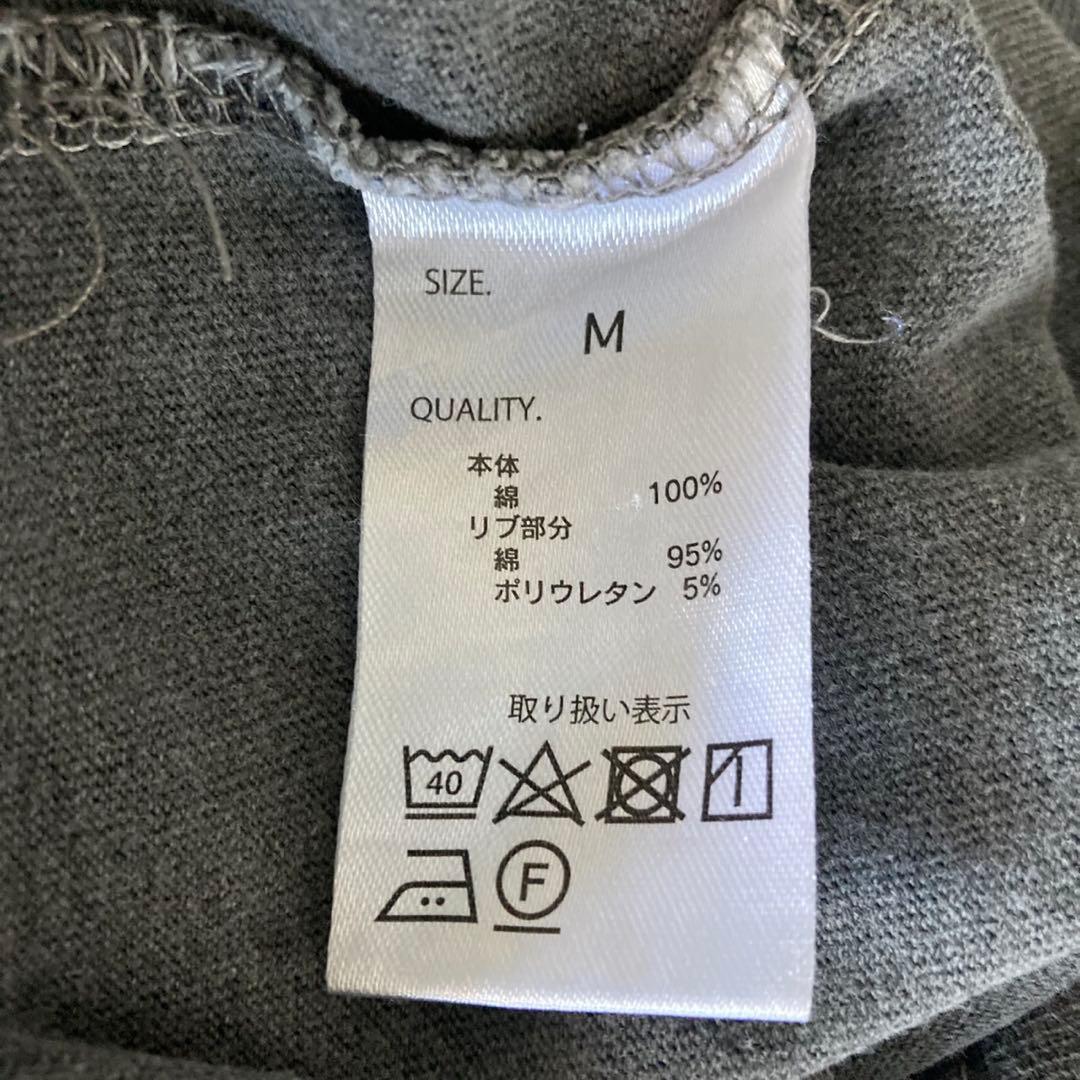 SIZE.
M
QUALITY.
本体
綿 100%
リブ部分
綿 95%
ポリウレタン 5%
取り扱い表示
40
F